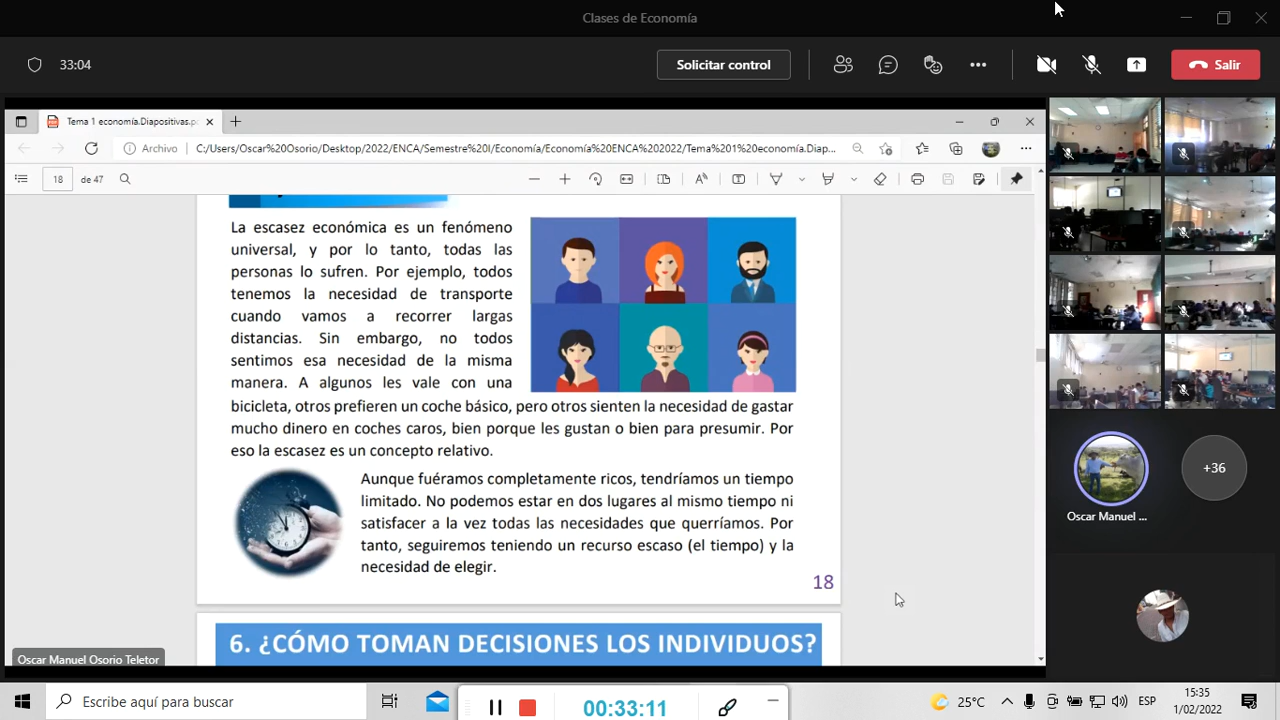 Clases de Economía
33:04
Solicitar control
Salir
Tema 1 economía.Diapositivas.pd
Archivo
C:/Users/Oscar%20Osorio/Desktop/2022/ENCA/Semestre%20I/Economía/Economía%20ENCA%202022/Tema%201%20economía.Diap...
18
de 47
La escasez económica es un fenómeno
universal, y por lo tanto, todas las
personas lo sufren. Por ejemplo, todos
tenemos la necesidad de transporte
cuando vamos a recorrer largas
distancias. Sin embargo, no todos
sentimos esa necesidad de la misma
manera. A algunos les vale con una
bicicleta, otros prefieren un coche básico, pero otros sienten la necesidad de gastar
mucho dinero en coches caros, bien porque les gustan o bien para presumir. Por
eso la escasez es un concepto relativo.
Aunque fuéramos completamente ricos, tendríamos un tiempo
limitado. No podemos estar en dos lugares al mismo tiempo ni
satisfacer a la vez todas las necesidades que querríamos. Por
tanto, seguiremos teniendo un recurso escaso (el tiempo) y la
necesidad de elegir.
18
6. ¿CÓMO TOMAN DECISIONES LOS INDIVIDUOS?
Oscar Manuel Osorio Teletor
+36
Oscar Manuel ...
Escribe aquí para buscar
00:33:11
25°C
ESP
15:35
1/02/2022